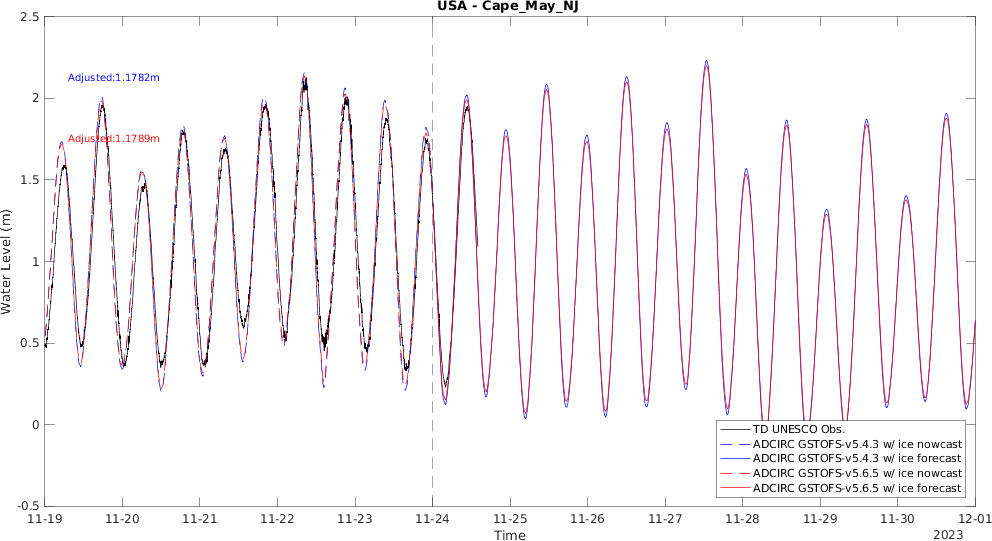 USA - Cape_May_NJ
Water Level (m)
2.5
2
1.5
1
0.5
0
-0.5
Adjusted:1.1782m
Adjusted:1.1789m
TD UNESCO Obs.
ADCIRC GSTOFS-v5.4.3 w/ ice nowcast
ADCIRC GSTOFS-v5.4.3 w/ ice forecast
ADCIRC GSTOFS-v5.6.5 w/ ice nowcast
ADCIRC GSTOFS-v5.6.5 w/ ice forecast
11-19 11-20 11-21 11-22 11-23 11-24 11-25 11-26 11-27 11-28 11-29 11-30 12-01
Time
2023